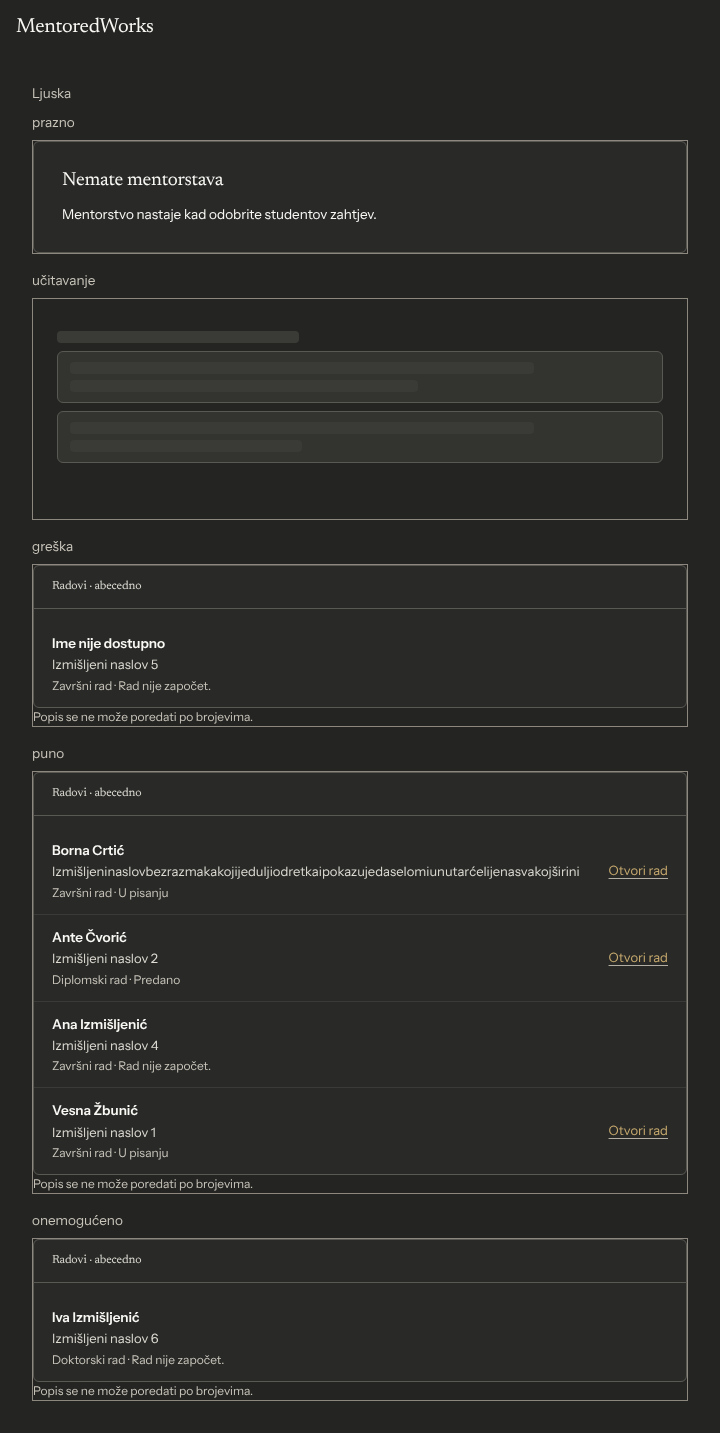 MentoredWorks
Ljuska
prazno
Nemate mentorstava
Mentorstvo nastaje kad odobrite studentov zahtjev.
učitavanje
greška
Radovi · abecedno
Ime nije dostupno
Izmišljeni naslov 5
Završni rad · Rad nije započet.
Popis se ne može poredati po brojevima.
puno
Radovi · abecedno
Borna Crtić
Izmišljeninaslovbezrazmakakojijeduljiodretkaipokazujedaselomiunutarćelijenasvakojširini
Otvori rad
Završni rad · U pisanju
Ante Čvorić
Izmišljeni naslov 2
Otvori rad
Diplomski rad · Predano
Ana Izmišljenić
Izmišljeni naslov 4
Završni rad · Rad nije započet.
Vesna Žbunić
Izmišljeni naslov 1
Otvori rad
Završni rad · U pisanju
Popis se ne može poredati po brojevima.
onemogućeno
Radovi · abecedno
Iva Izmišljenić
Izmišljeni naslov 6
Doktorski rad · Rad nije započet.
Popis se ne može poredati po brojevima.